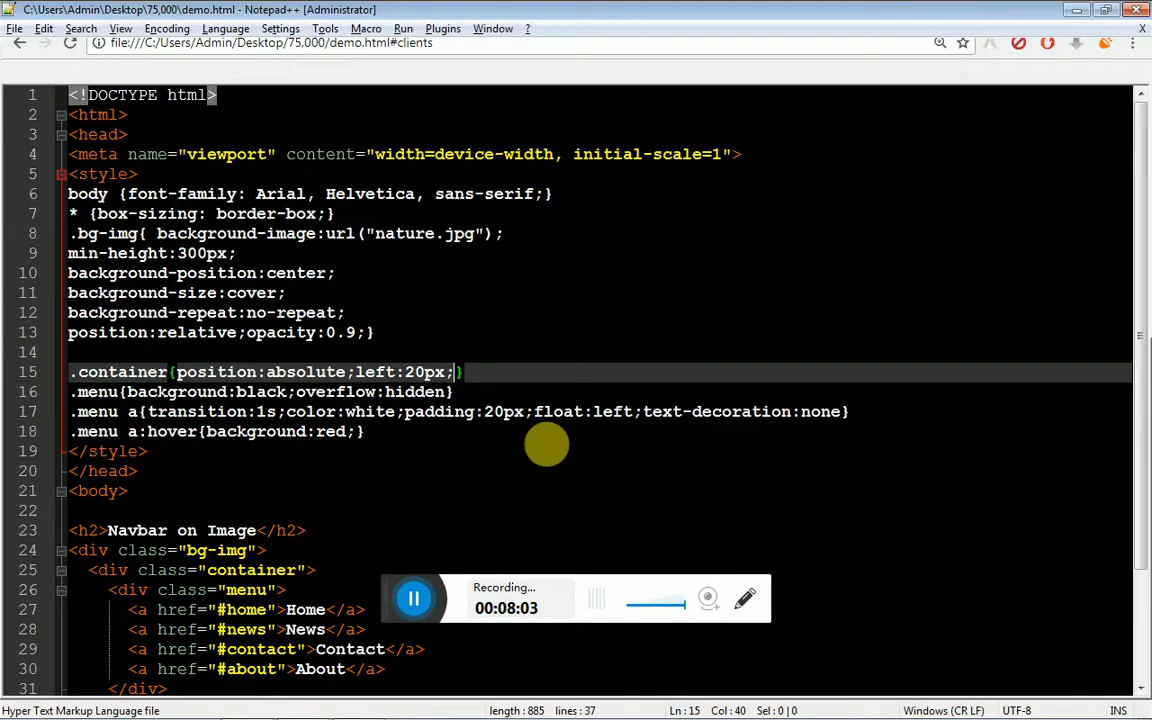 C:\Users\Admin\Desktop\75,000\demo.html - Notepad++ [Administrator]
File Edit Search View Encoding Language Settings Tools Macro Run Plugins Window ? X
file:///C:/Users/Admin/Desktop/75,000/demo.html#clients
1 <!DOCTYPE html>
2 <html>
3 <head>
4 <meta name="viewport" content="width=device-width, initial-scale=1">
5 <style>
6 body {font-family: Arial, Helvetica, sans-serif;}
7 * {box-sizing: border-box;}
8 .bg-img{ background-image:url("nature.jpg");
9 min-height:300px;
10 background-position:center;
11 background-size:cover;
12 background-repeat:no-repeat;
13 position:relative;opacity:0.9;}
14
15 .container{position:absolute;left:20px;}
16 .menu{background:black;overflow:hidden}
17 .menu a{transition:1s;color:white;padding:20px;float:left;text-decoration:none}
18 .menu a:hover{background:red;}
19 </style>
20 </head>
21 <body>
22
23 <h2>Navbar on Image</h2>
24 <div class="bg-img">
25 <div class="container">
26 <div class="menu">
27 <a href="#home">Home</a>
28 <a href="#news">News</a>
29 <a href="#contact">Contact</a>
30 <a href="#about">About</a>
31 </div>
Recording...
00:08:03
Hyper Text Markup Language file length : 885 lines : 37 Ln : 15 Col : 40 Sel : 0 | 0 Windows (CR LF) UTF-8 INS